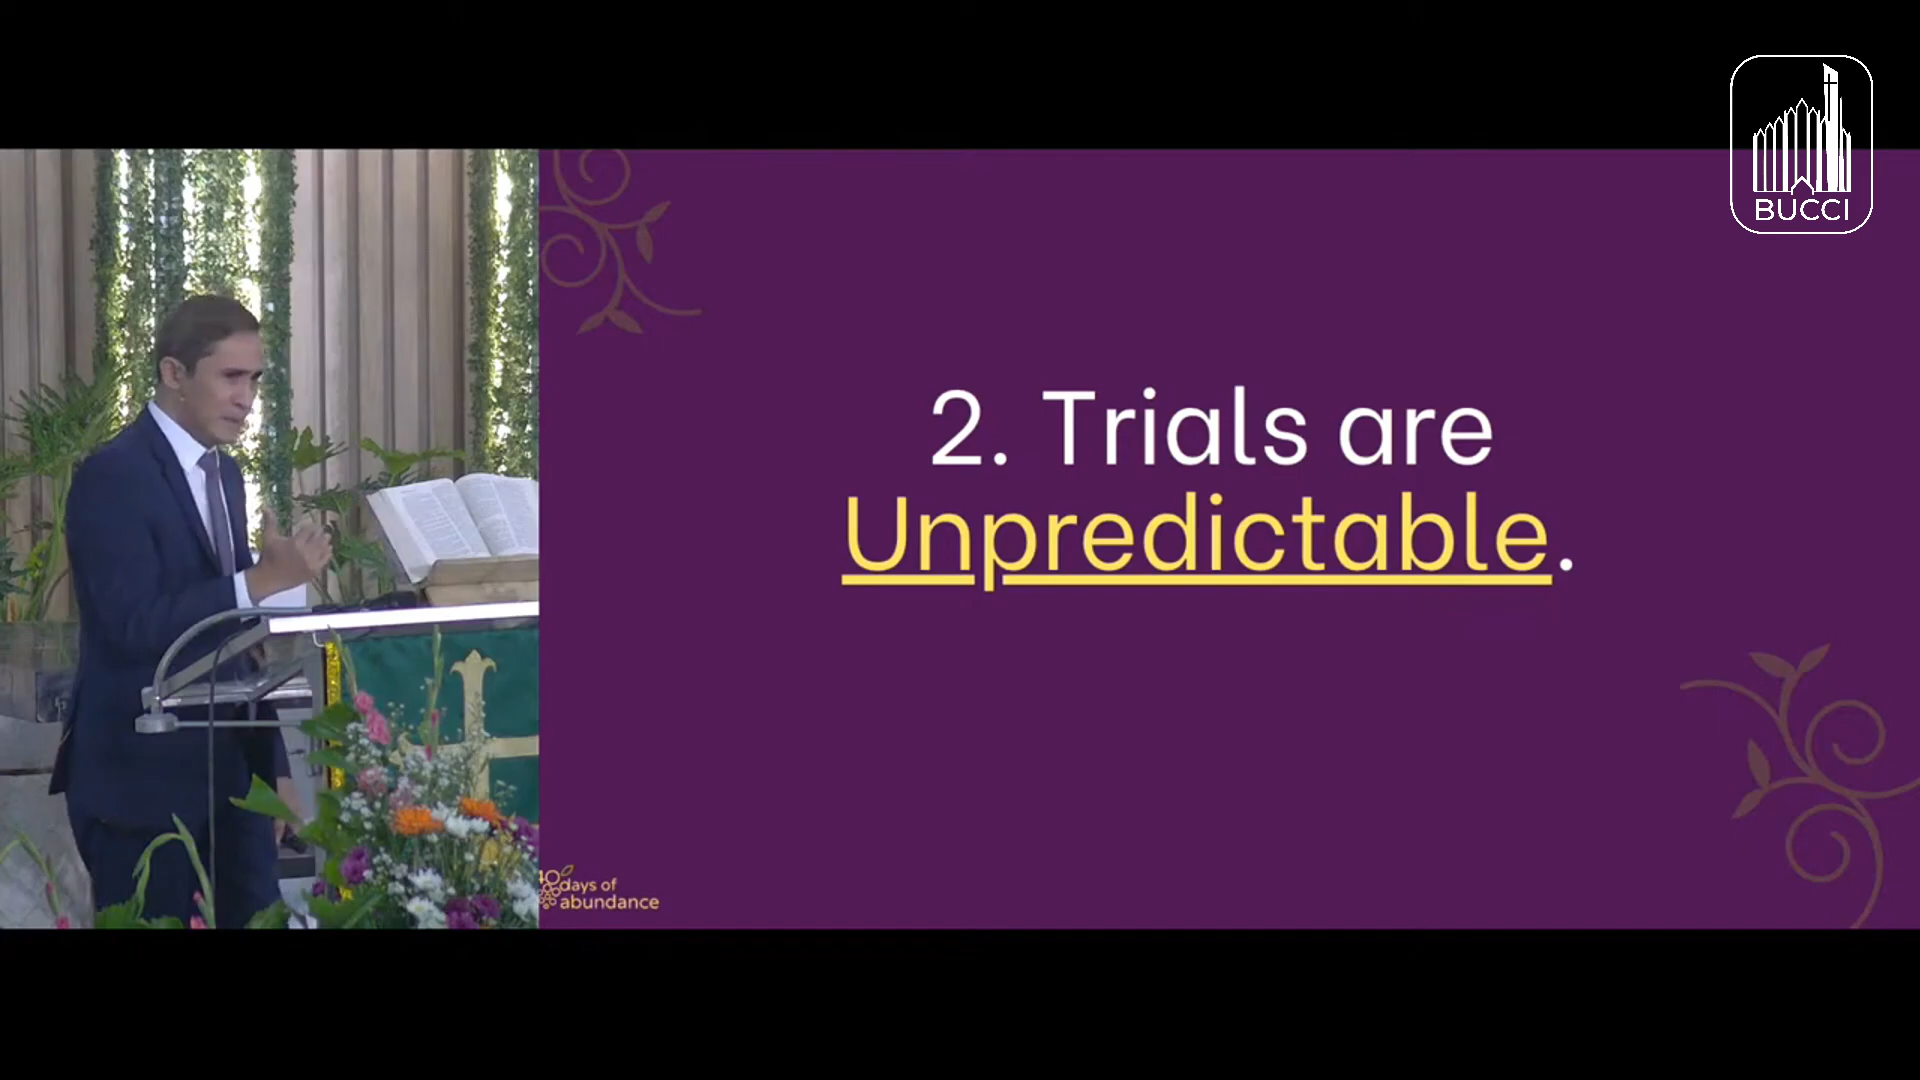 BUCCI
2. Trials are
Unpredictable.
40
days of
abundance